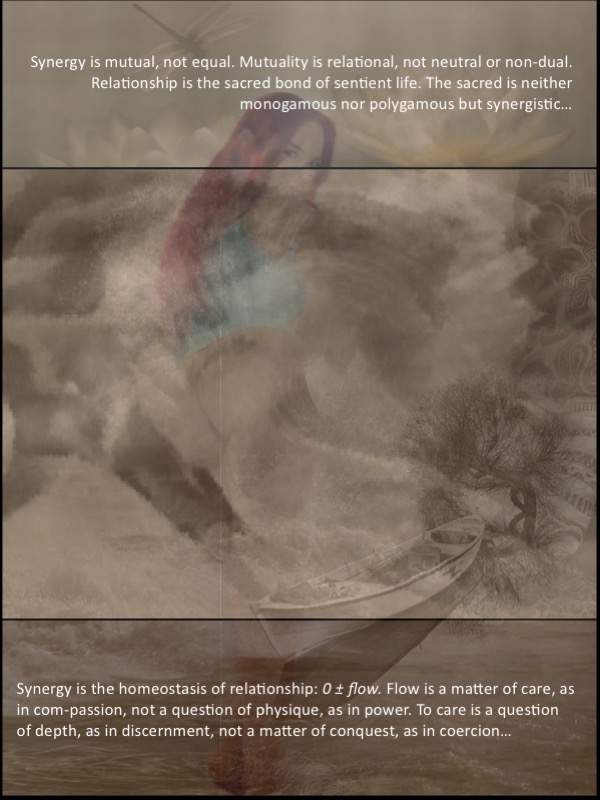 Synergy is mutual, not equal. Mutuality is relational, not neutral or non-dual.
Relationship is the sacred bond of sentient life. The sacred is neither
monogamous nor polygamous but synergistic...
Synergy is the homeostasis of relationship: 0 ± flow. Flow is a matter of care, as
in com-passion, not a question of physique, as in power. To care is a question
of depth, as in discernment, not a matter of conquest, as in coercion...